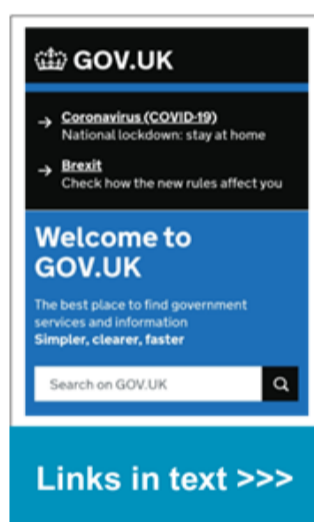 GOV.UK
→ Coronavirus (COVID-19)
National lockdown: stay at home
→ Brexit
Check how the new rules affect you
Welcome to
GOV.UK
The best place to find government
services and information
Simpler, clearer, faster
Search on GOV.UK
Links in text >>>